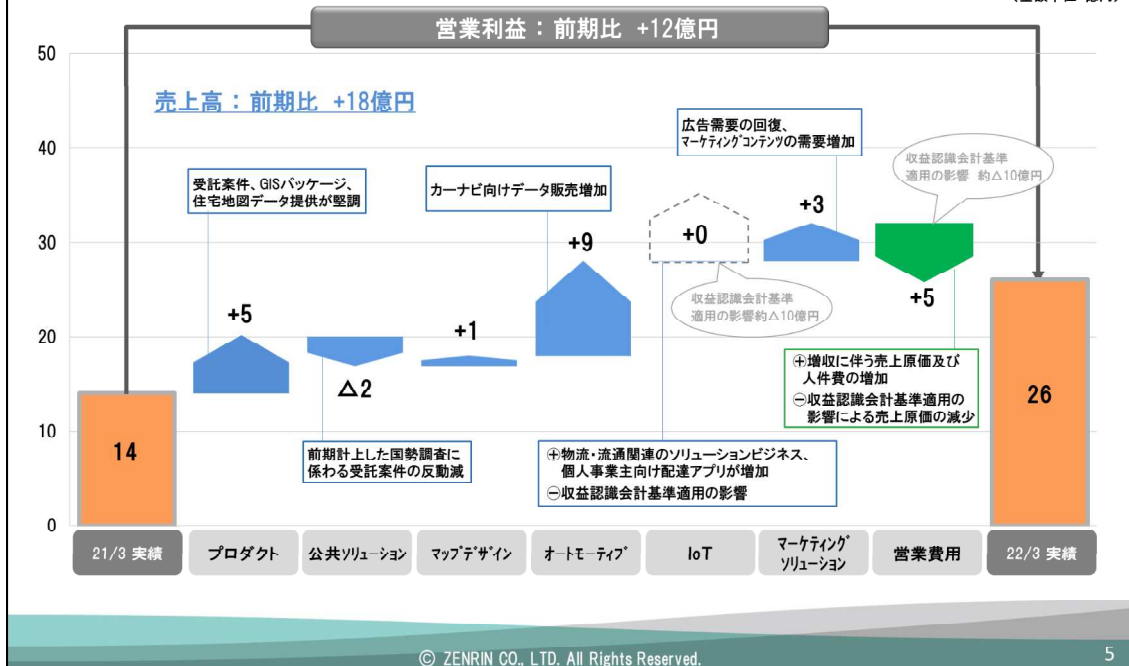 営業利益：前期比 +12億円
50
40
30
20
10
0
売上高：前期比 +18億円
受託案件、GISパッケージ、
住宅地図データ提供が堅調
カーナビ向けデータ販売増加
広告需要の回復、
マーケティングコンテンツの需要増加
収益認識会計基準
適用の影響 約△10億円
収益認識会計基準
適用の影響約△10億円
14
+5
△2
+1
+9
+0
+3
+5
26
前期計上した国勢調査に
係わる受託案件の反動減
⊕物流・流通関連のソリューションビジネス、
個人事業主向け配達アプリが増加
⊖収益認識会計基準適用の影響
⊕増収に伴う売上原価及び
人件費の増加
⊖収益認識会計基準適用の
影響による売上原価の減少
21/3 実績
プロダクト
公共ソリューション
マップデザイン
オートモーティブ
IoT
マーケティング
ソリューション
営業費用
22/3 実績
© ZENRIN CO., LTD. All Rights Reserved.
5